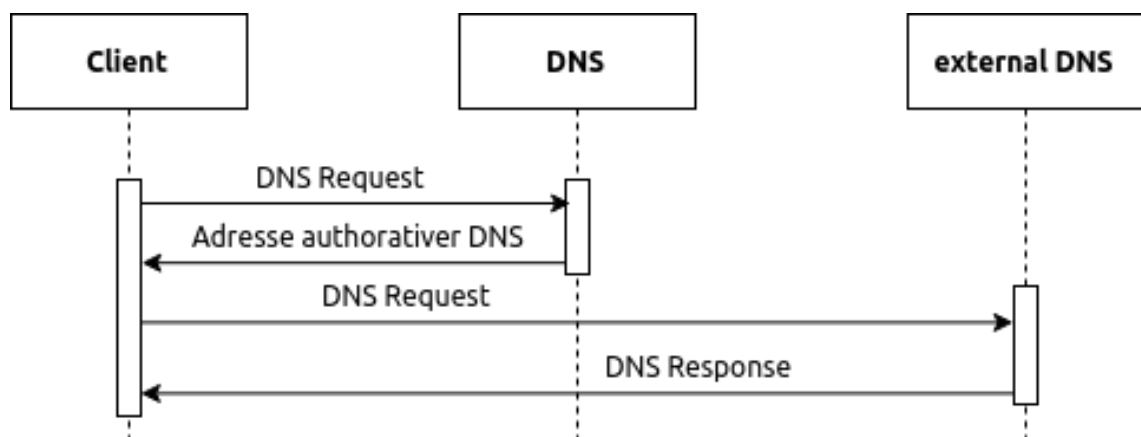 Client
DNS
external DNS
DNS Request
Adresse authorativer DNS
DNS Request
DNS Response